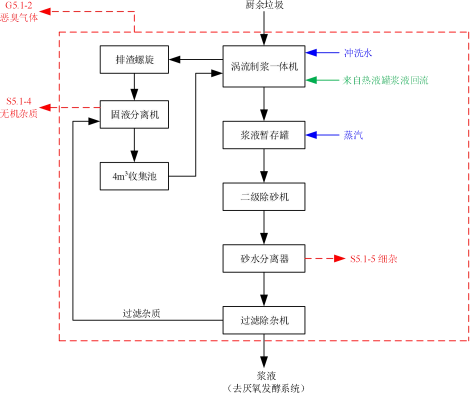 G5.1-2
恶臭气体
厨余垃圾
排渣螺旋
涡流制浆一体机
冲洗水
来自热液罐浆液回流
S5.1-4
无机杂质
固液分离机
浆液暂存罐
蒸汽
4m³收集池
二级除砂机
砂水分离器
S5.1-5 细杂
过滤杂质
过滤除杂机
浆液
（去厌氧发酵系统）